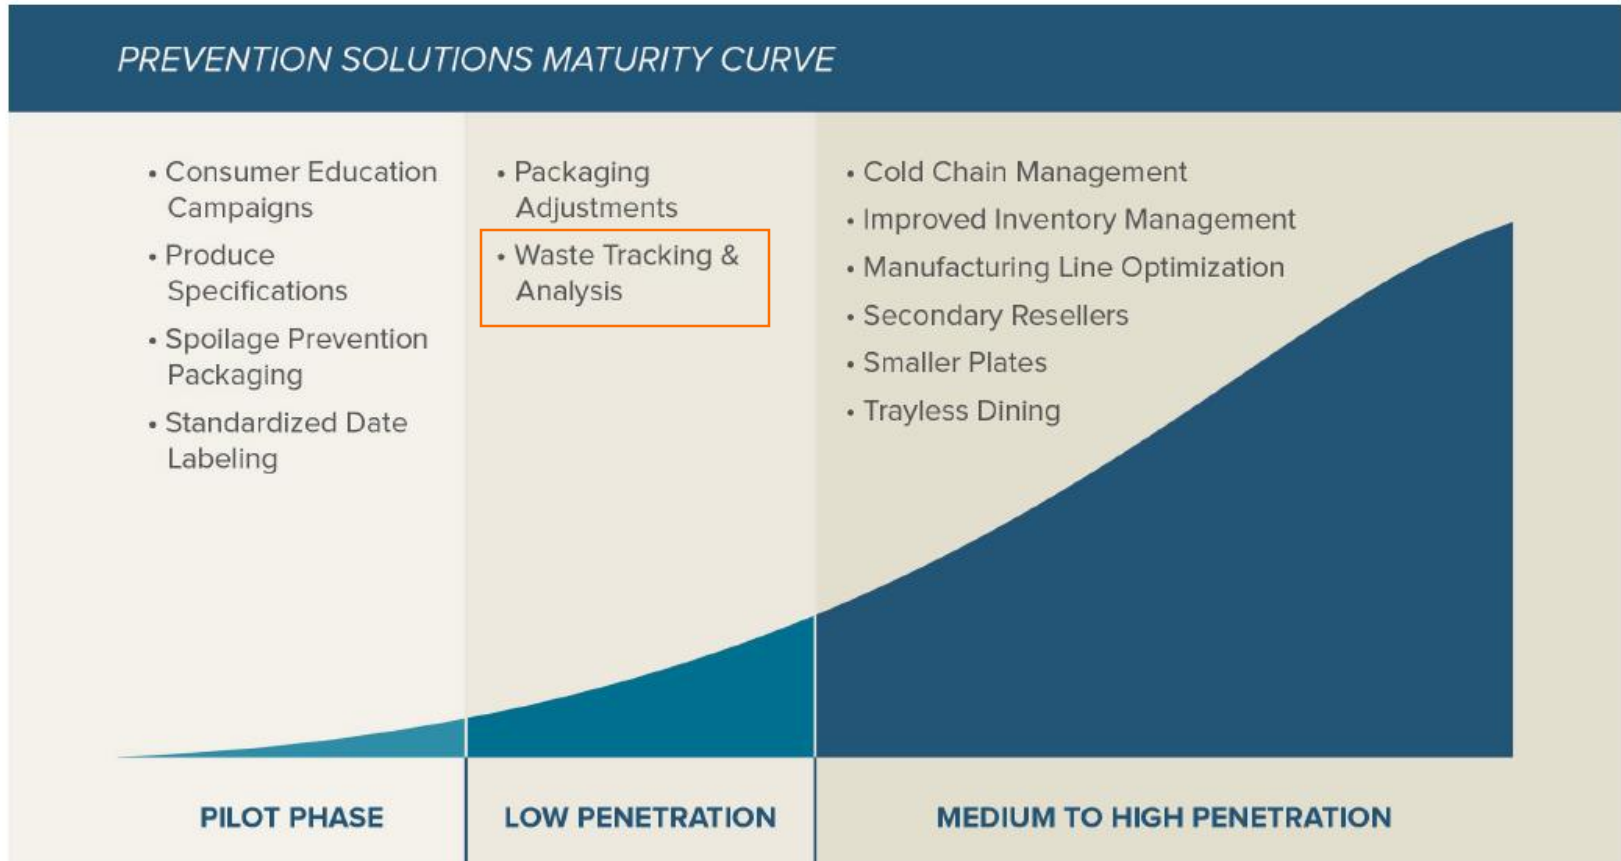 PREVENTION SOLUTIONS MATURITY CURVE
• Consumer Education
Campaigns
• Produce
Specifications
• Spoilage Prevention
Packaging
• Standardized Date
Labeling
• Packaging
Adjustments
• Waste Tracking &
Analysis
• Cold Chain Management
• Improved Inventory Management
• Manufacturing Line Optimization
• Secondary Resellers
• Smaller Plates
• Trayless Dining
PILOT PHASE
LOW PENETRATION
MEDIUM TO HIGH PENETRATION